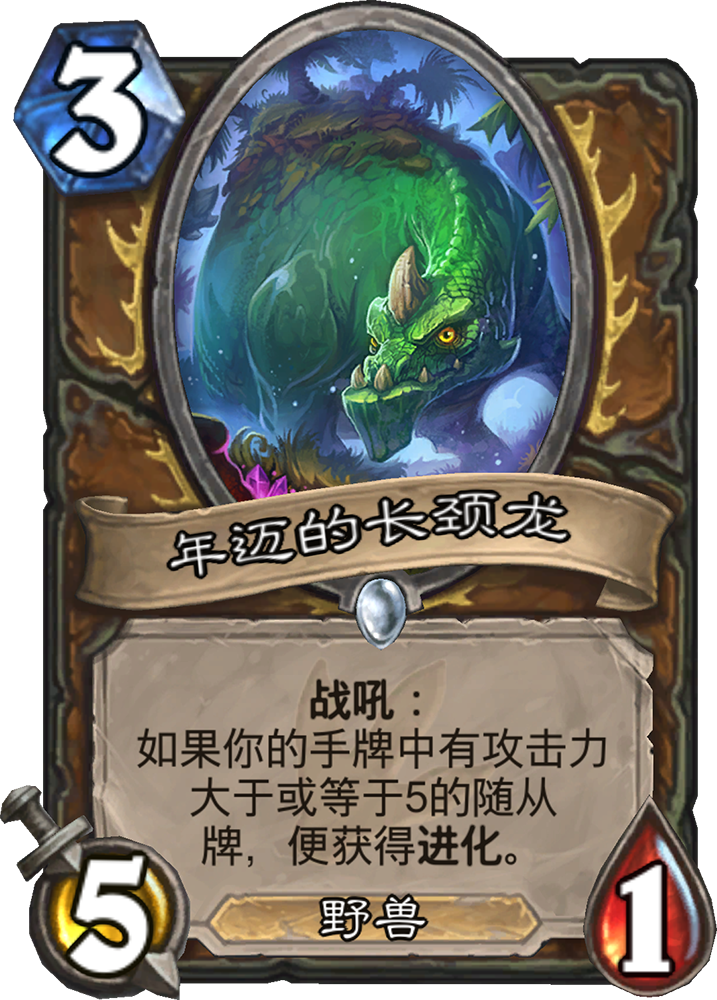 3
年迈的长颈龙
战吼：
如果你的手牌中有攻击力
大于或等于5的随从
牌，便获得进化。
5
野兽
1